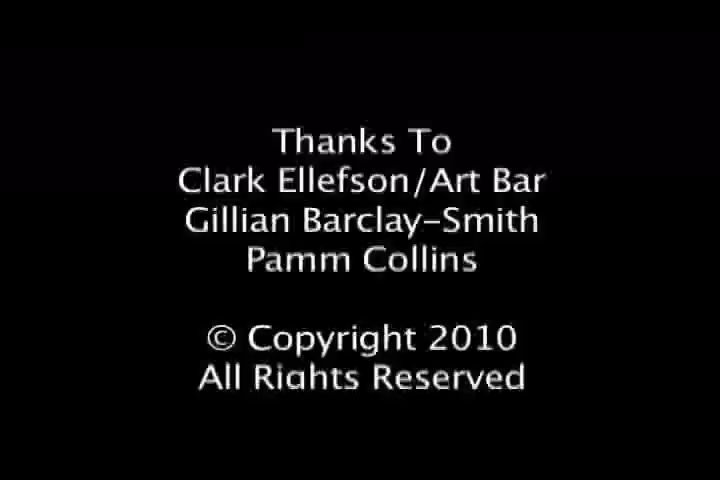 Thanks To
Clark Ellefson/Art Bar
Gillian Barclay-Smith
Pamm Collins
© Copyright 2010
All Rights Reserved